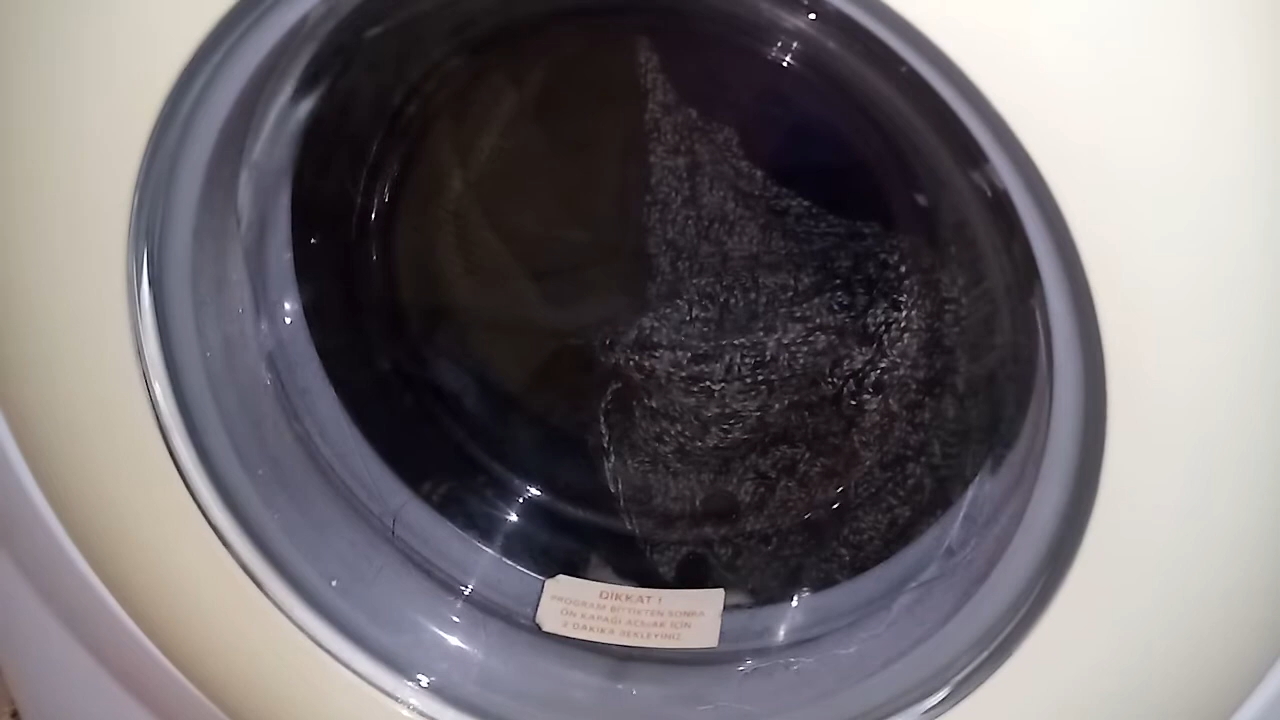 DİKKAT !
PROGRAM BİTTİKTEN SONRA
ÖN KAPAĞI AÇMAK İÇİN
2 DAKİKA BEKLEYİNİZ.